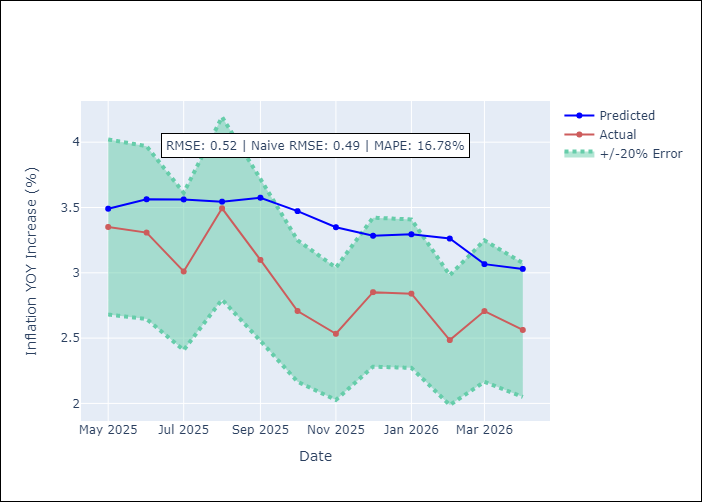 RMSE: 0.52 | Naive RMSE: 0.49 | MAPE: 16.78%
Predicted
Actual
+/-20% Error
Inflation YOY Increase (%)
4
3.5
3
2.5
2
May 2025
Jul 2025
Sep 2025
Nov 2025
Jan 2026
Mar 2026
Date